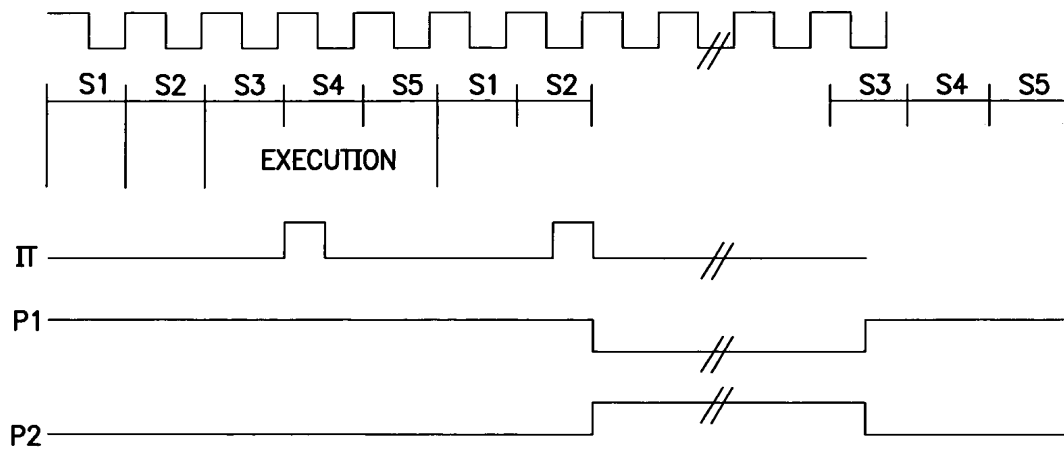 S1 S2 S3 S4 S5 S1 S2 S3 S4 S5
EXECUTION
IT
P1
P2